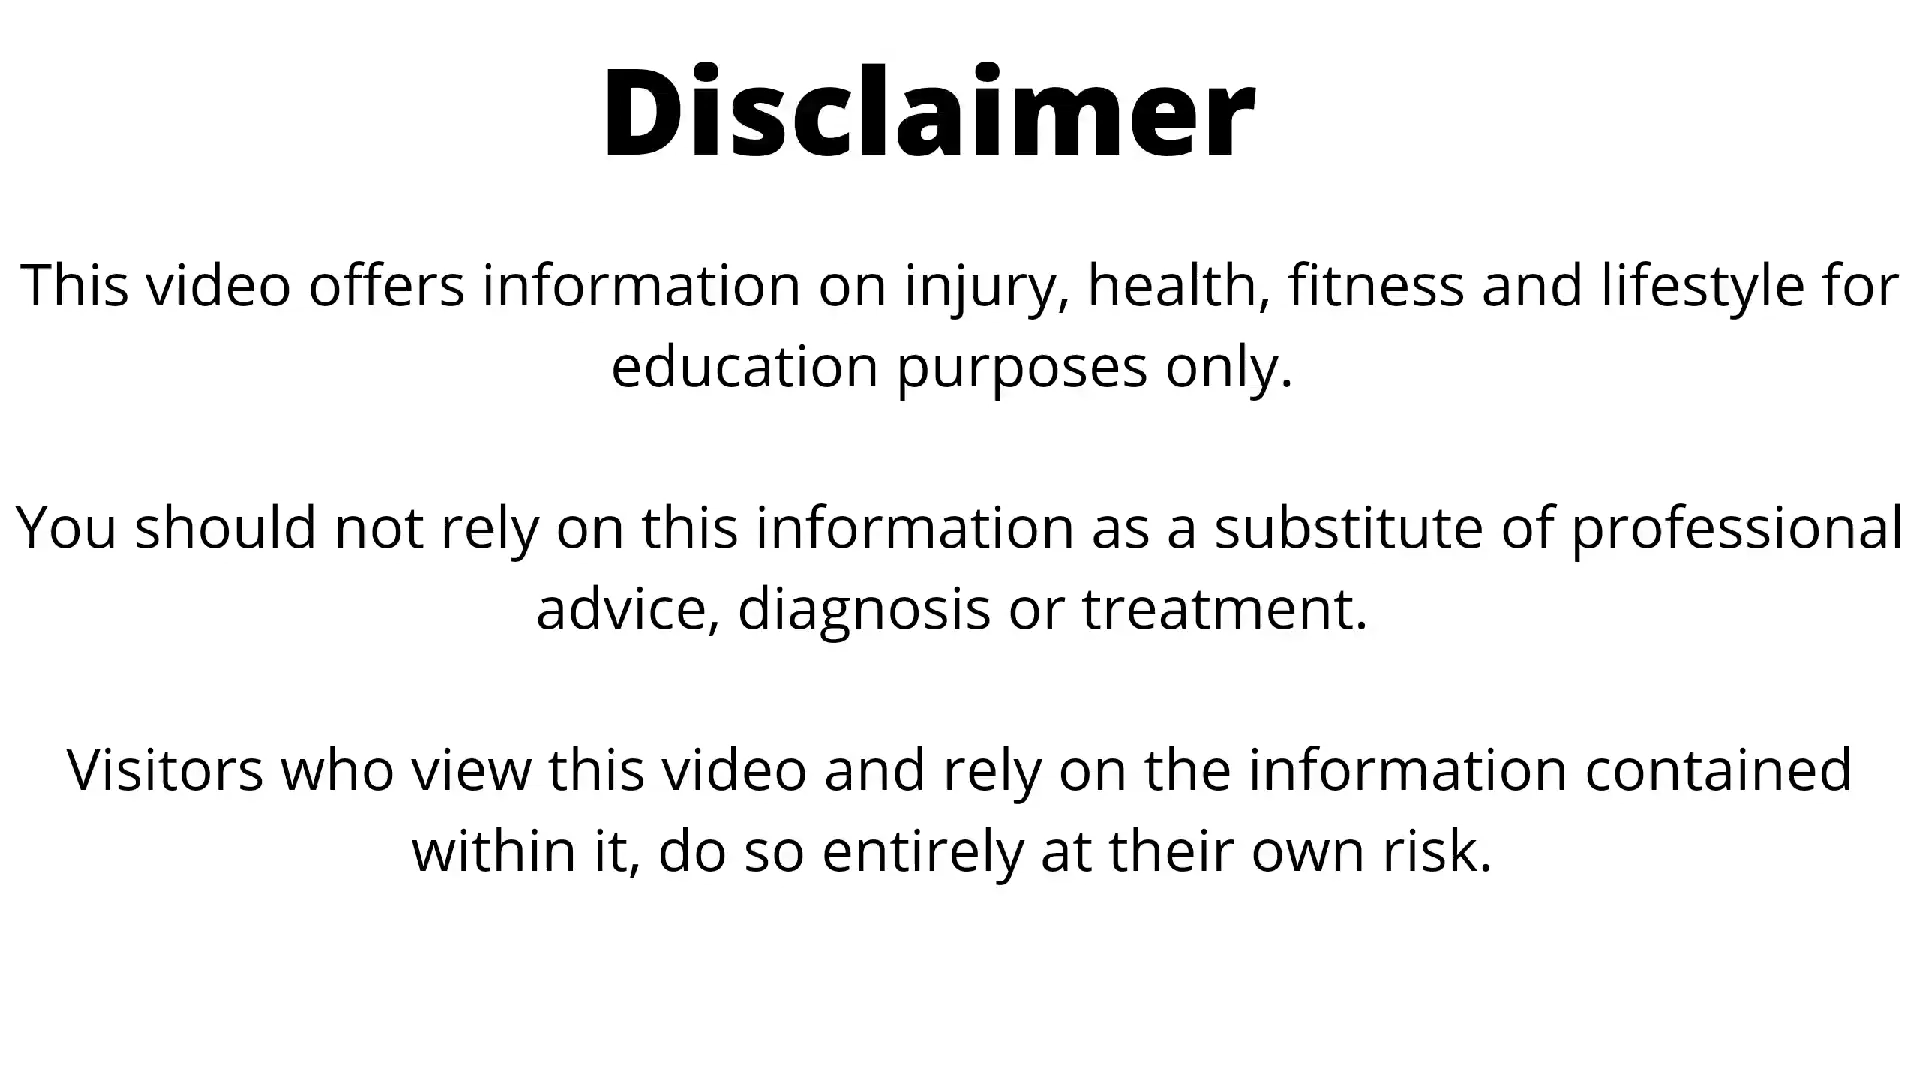 Disclaimer
This video offers information on injury, health, fitness and lifestyle for
education purposes only.
You should not rely on this information as a substitute of professional
advice, diagnosis or treatment.
Visitors who view this video and rely on the information contained
within it, do so entirely at their own risk.